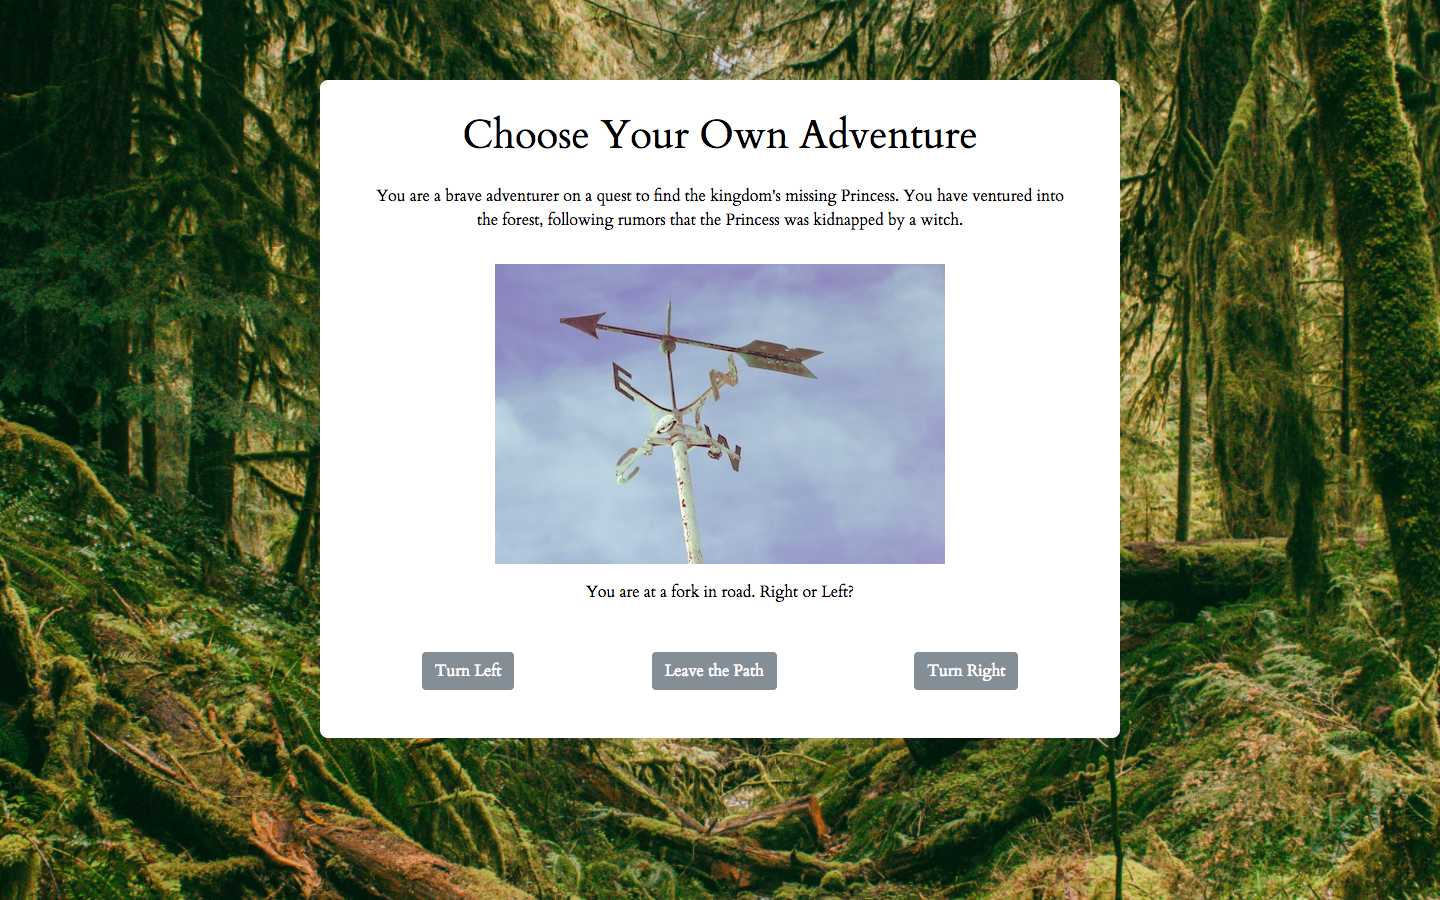 Choose Your Own Adventure
You are a brave adventurer on a quest to find the kingdom's missing Princess. You have ventured into
the forest, following rumors that the Princess was kidnapped by a witch.
E
N
You are at a fork in road. Right or Left?
Turn Left
Leave the Path
Turn Right